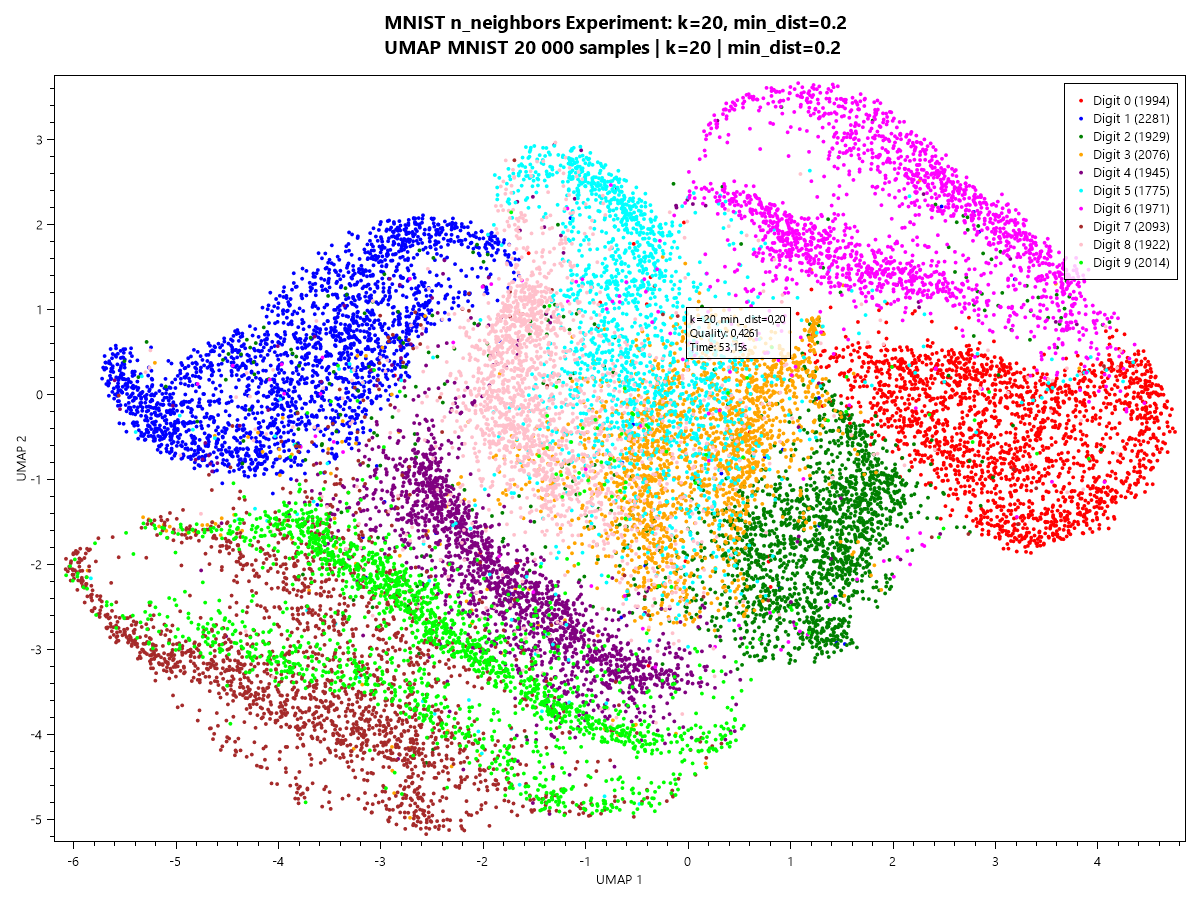 MNIST n_neighbors Experiment: k=20, min_dist=0.2
UMAP MNIST 20 000 samples | k=20 | min_dist=0.2
Digit 0 (1994)
Digit 1 (2281)
Digit 2 (1929)
Digit 3 (2076)
Digit 4 (1945)
Digit 5 (1775)
Digit 6 (1971)
Digit 7 (2093)
Digit 8 (1922)
Digit 9 (2014)
k=20, min_dist=0,20
Quality: 0,4261
Time: 53,15s
UMAP 2
3
2
1
0
-1
-2
-3
-4
-5
-6
-5
-4
-3
-2
-1
0
1
2
3
4
UMAP 1